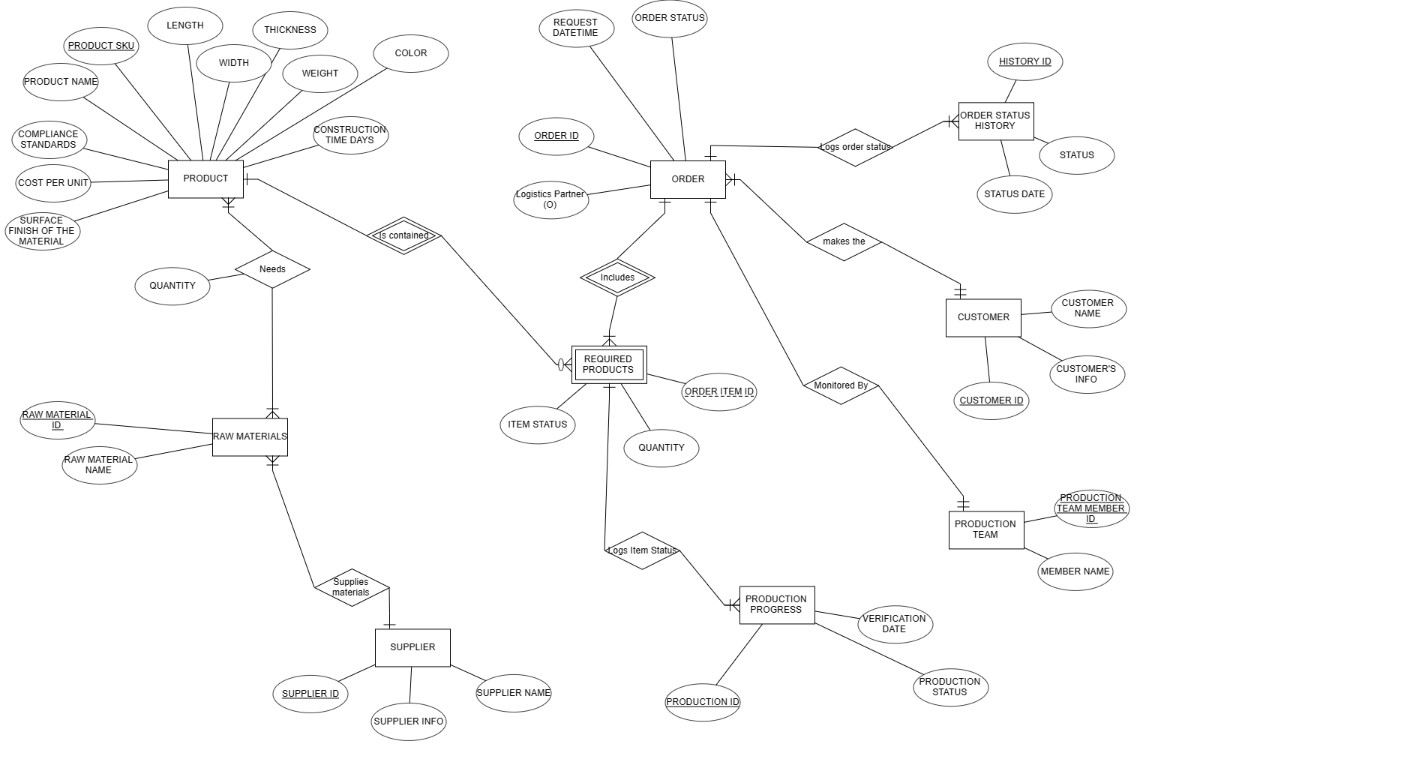 LENGTH
THICKNESS
PRODUCT SKU
COLOR
WIDTH
WEIGHT
PRODUCT NAME
COMPLIANCE
STANDARDS
CONSTRUCTION
TIME DAYS
PRODUCT
COST PER UNIT
SURFACE
FINISH OF THE
MATERIAL
Is contained
Needs
QUANTITY
RAW MATERIAL
ID
RAW MATERIALS
RAW MATERIAL
NAME
Supplies
materials
SUPPLIER
SUPPLIER ID
SUPPLIER NAME
SUPPLIER INFO
REQUEST
DATETIME
ORDER STATUS
ORDER ID
ORDER
Logistics Partner
(O)
Includes
REQUIRED
PRODUCTS
ORDER ITEM ID
ITEM STATUS
QUANTITY
Logs Item Status
PRODUCTION
PROGRESS
VERIFICATION
DATE
PRODUCTION
STATUS
PRODUCTION ID
Logs order status
HISTORY ID
ORDER STATUS
HISTORY
STATUS
STATUS DATE
makes the
CUSTOMER
CUSTOMER
NAME
CUSTOMER'S
INFO
CUSTOMER ID
Monitored By
PRODUCTION
TEAM
PRODUCTION
TEAM MEMBER
ID
MEMBER NAME